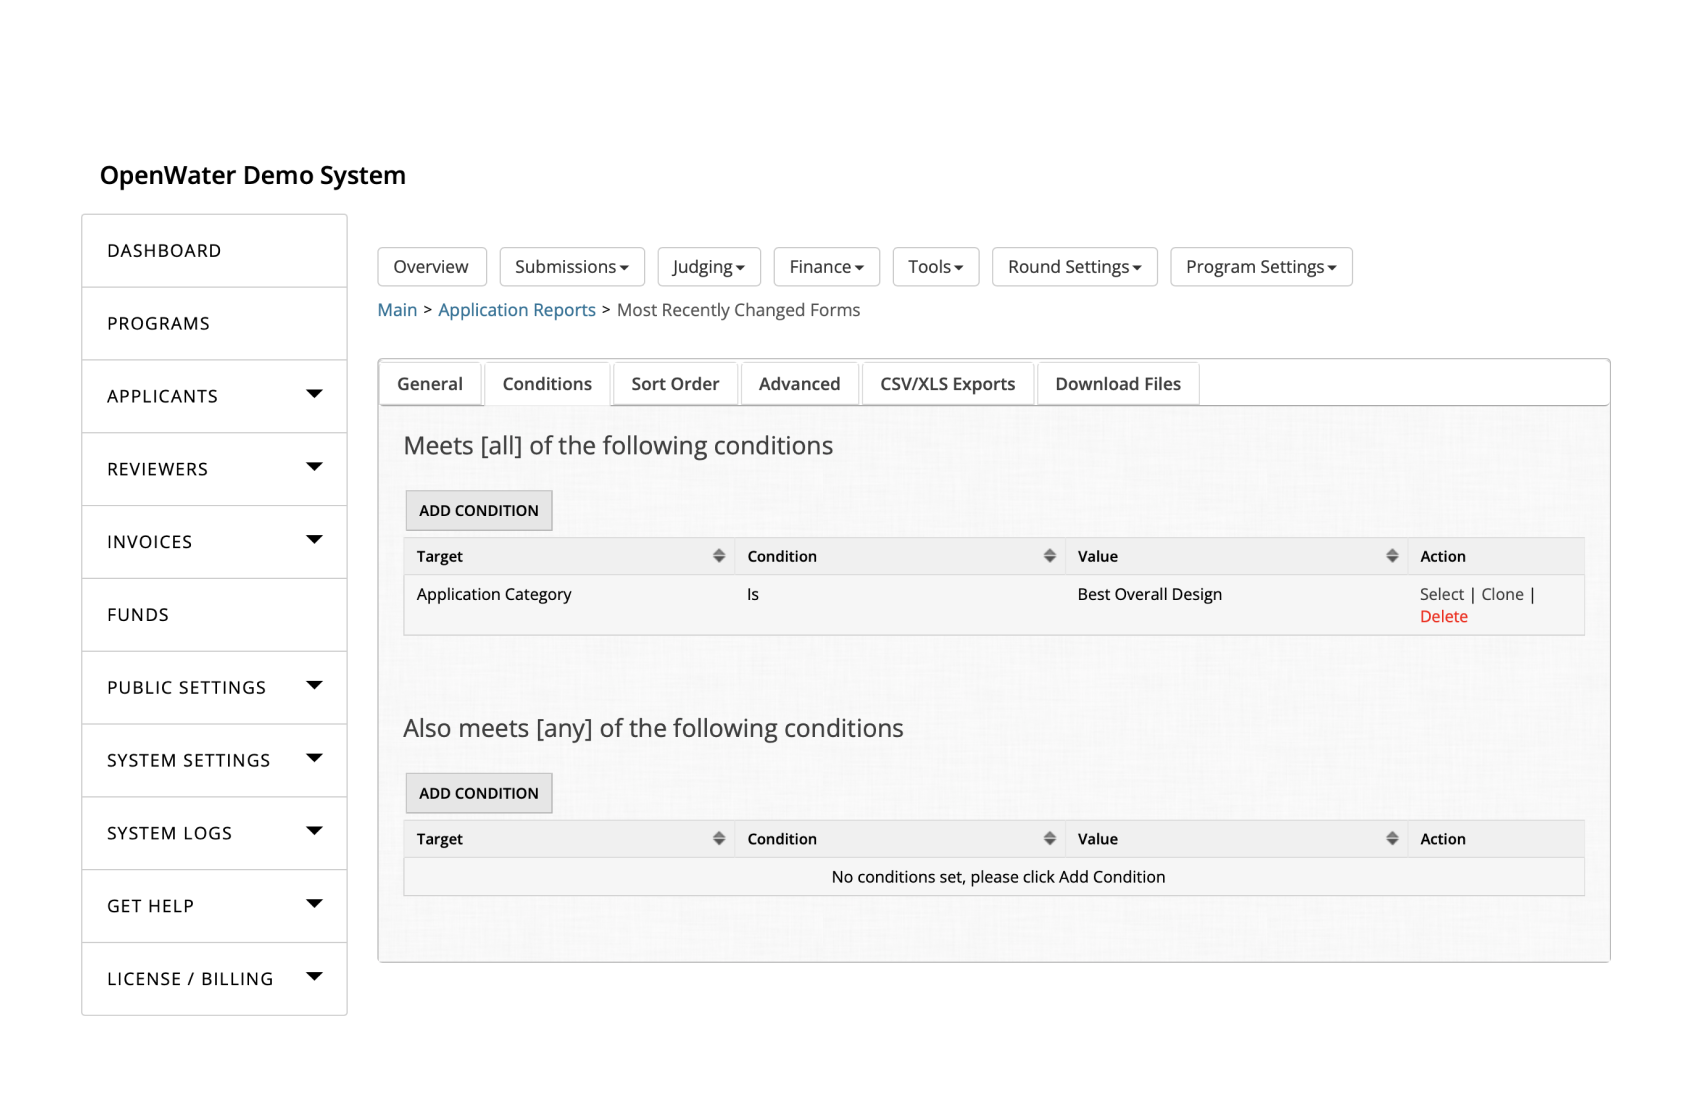 OpenWater Demo System
DASHBOARD
PROGRAMS
APPLICANTS
REVIEWERS
INVOICES
FUNDS
PUBLIC SETTINGS
SYSTEM SETTINGS
SYSTEM LOGS
GET HELP
LICENSE / BILLING
Overview Submissions Judging Finance Tools Round Settings Program Settings
Main > Application Reports > Most Recently Changed Forms
General Conditions Sort Order Advanced CSV/XLS Exports Download Files
Meets [all] of the following conditions
ADD CONDITION
Target Condition Value Action
Application Category Is Best Overall Design Select | Clone |
Delete
Also meets [any] of the following conditions
ADD CONDITION
Target Condition Value Action
No conditions set, please click Add Condition